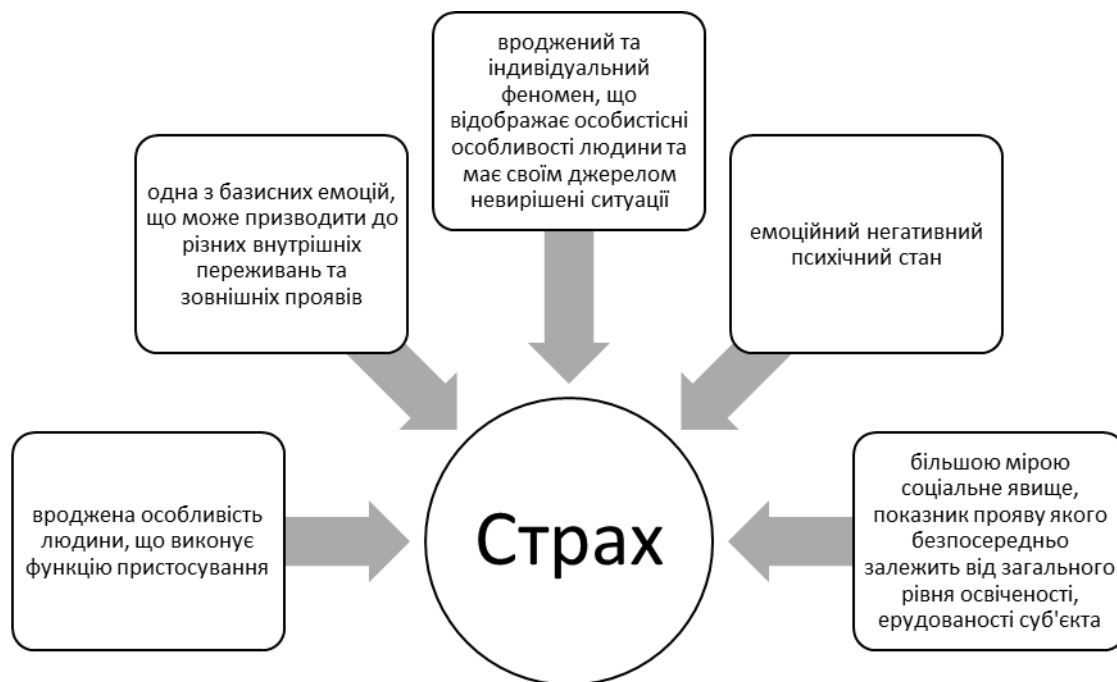 вроджений та
індивідуальний
феномен, що
відображає особистісні
особливості людини та
має своїм джерелом
невирішені ситуації
одна з базисних емоцій,
що може призводити до
різних внутрішніх
переживань та
зовнішніх проявів
емоційний негативний
психічний стан
вроджена особливість
людини, що виконує
функцію пристосування
Страх
більшою мірою
соціальне явище,
показник прояву якого
безпосередньо
залежить від загального
рівня освіченості,
ерудованості суб'єкта